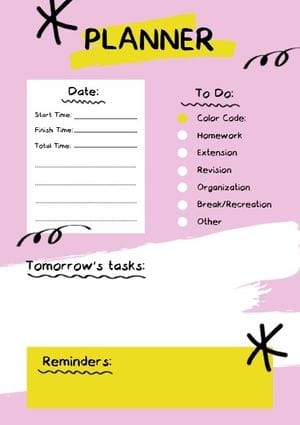 PLANNER
Date:
Start Time:
Finish Time:
Total Time:
To Do:
Color Code:
Homework
Extension
Revision
Organization
Break/Recreation
Other
Tomorrow's tasks:
Reminders: